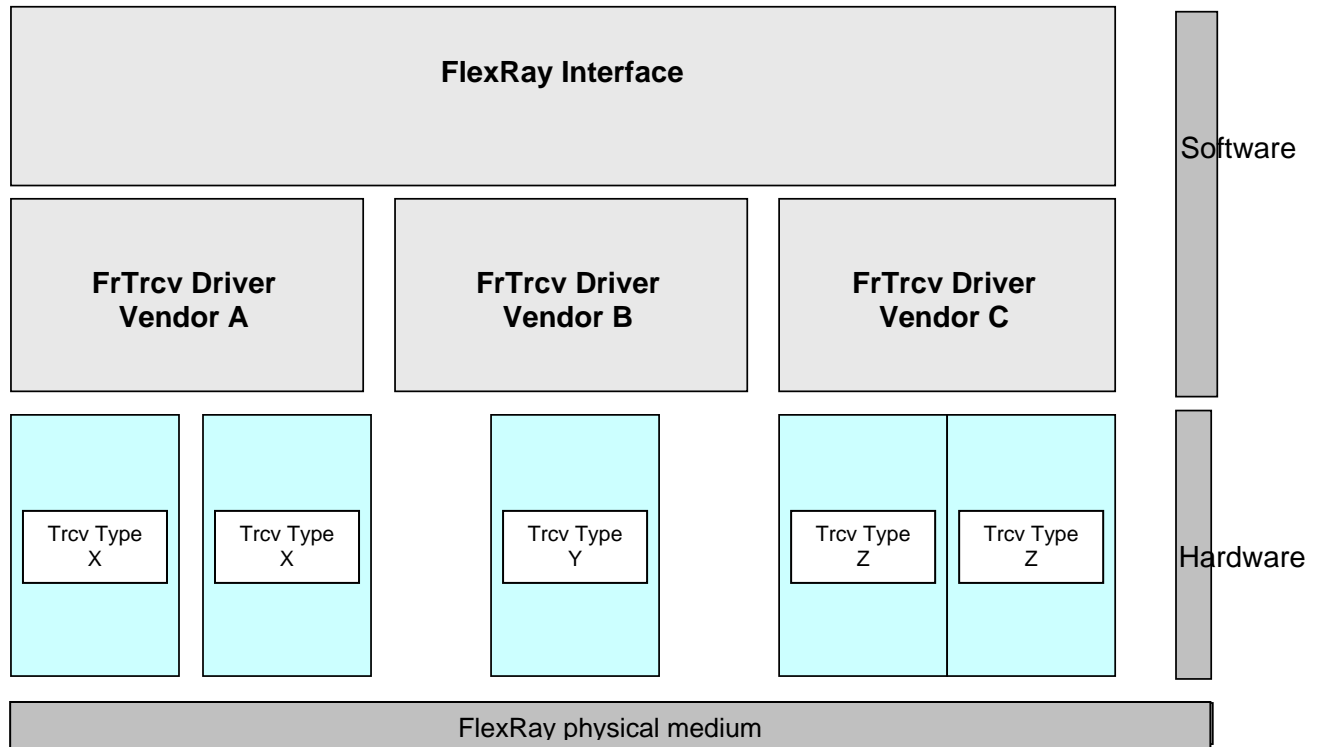 FlexRay Interface
Software
FrTrcv Driver
Vendor A
FrTrcv Driver
Vendor B
FrTrcv Driver
Vendor C
Trcv Type
X
Trcv Type
X
Trcv Type
Y
Trcv Type
Z
Trcv Type
Z
Hardware
FlexRay physical medium